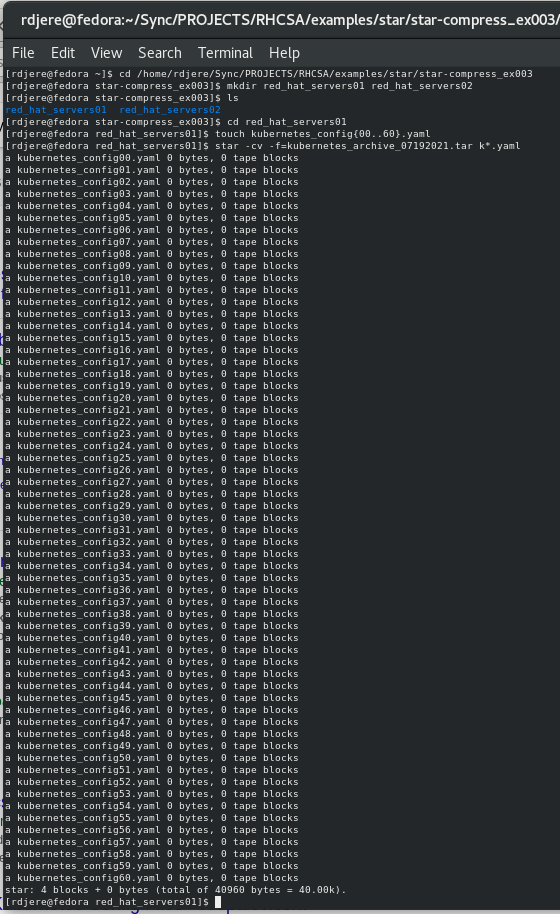 rdjere@fedora:~/Sync/PROJECTS/RHCSA/examples/star/star-compress_ex003/
File Edit View Search Terminal Help
[rdjere@fedora ~]$ cd /home/rdjere/Sync/PROJECTS/RHCSA/examples/star/star-compress_ex003
[rdjere@fedora star-compress_ex003]$ mkdir red_hat_servers01 red_hat_servers02
[rdjere@fedora star-compress_ex003]$ ls
red_hat_servers01 red_hat_servers02
[rdjere@fedora star-compress_ex003]$ cd red_hat_servers01
[rdjere@fedora red_hat_servers01]$ touch kubernetes_config{00..60}.yaml
[rdjere@fedora red_hat_servers01]$ star -cv -f=kubernetes_archive_07192021.tar k*.yaml
a kubernetes_config00.yaml 0 bytes, 0 tape blocks
a kubernetes_config01.yaml 0 bytes, 0 tape blocks
a kubernetes_config02.yaml 0 bytes, 0 tape blocks
a kubernetes_config03.yaml 0 bytes, 0 tape blocks
a kubernetes_config04.yaml 0 bytes, 0 tape blocks
a kubernetes_config05.yaml 0 bytes, 0 tape blocks
a kubernetes_config06.yaml 0 bytes, 0 tape blocks
a kubernetes_config07.yaml 0 bytes, 0 tape blocks
a kubernetes_config08.yaml 0 bytes, 0 tape blocks
a kubernetes_config09.yaml 0 bytes, 0 tape blocks
a kubernetes_config10.yaml 0 bytes, 0 tape blocks
a kubernetes_config11.yaml 0 bytes, 0 tape blocks
a kubernetes_config12.yaml 0 bytes, 0 tape blocks
a kubernetes_config13.yaml 0 bytes, 0 tape blocks
a kubernetes_config14.yaml 0 bytes, 0 tape blocks
a kubernetes_config15.yaml 0 bytes, 0 tape blocks
a kubernetes_config16.yaml 0 bytes, 0 tape blocks
a kubernetes_config17.yaml 0 bytes, 0 tape blocks
a kubernetes_config18.yaml 0 bytes, 0 tape blocks
a kubernetes_config19.yaml 0 bytes, 0 tape blocks
a kubernetes_config20.yaml 0 bytes, 0 tape blocks
a kubernetes_config21.yaml 0 bytes, 0 tape blocks
a kubernetes_config22.yaml 0 bytes, 0 tape blocks
a kubernetes_config23.yaml 0 bytes, 0 tape blocks
a kubernetes_config24.yaml 0 bytes, 0 tape blocks
a kubernetes_config25.yaml 0 bytes, 0 tape blocks
a kubernetes_config26.yaml 0 bytes, 0 tape blocks
a kubernetes_config27.yaml 0 bytes, 0 tape blocks
a kubernetes_config28.yaml 0 bytes, 0 tape blocks
a kubernetes_config29.yaml 0 bytes, 0 tape blocks
a kubernetes_config30.yaml 0 bytes, 0 tape blocks
a kubernetes_config31.yaml 0 bytes, 0 tape blocks
a kubernetes_config32.yaml 0 bytes, 0 tape blocks
a kubernetes_config33.yaml 0 bytes, 0 tape blocks
a kubernetes_config34.yaml 0 bytes, 0 tape blocks
a kubernetes_config35.yaml 0 bytes, 0 tape blocks
a kubernetes_config36.yaml 0 bytes, 0 tape blocks
a kubernetes_config37.yaml 0 bytes, 0 tape blocks
a kubernetes_config38.yaml 0 bytes, 0 tape blocks
a kubernetes_config39.yaml 0 bytes, 0 tape blocks
a kubernetes_config40.yaml 0 bytes, 0 tape blocks
a kubernetes_config41.yaml 0 bytes, 0 tape blocks
a kubernetes_config42.yaml 0 bytes, 0 tape blocks
a kubernetes_config43.yaml 0 bytes, 0 tape blocks
a kubernetes_config44.yaml 0 bytes, 0 tape blocks
a kubernetes_config45.yaml 0 bytes, 0 tape blocks
a kubernetes_config46.yaml 0 bytes, 0 tape blocks
a kubernetes_config47.yaml 0 bytes, 0 tape blocks
a kubernetes_config48.yaml 0 bytes, 0 tape blocks
a kubernetes_config49.yaml 0 bytes, 0 tape blocks
a kubernetes_config50.yaml 0 bytes, 0 tape blocks
a kubernetes_config51.yaml 0 bytes, 0 tape blocks
a kubernetes_config52.yaml 0 bytes, 0 tape blocks
a kubernetes_config53.yaml 0 bytes, 0 tape blocks
a kubernetes_config54.yaml 0 bytes, 0 tape blocks
a kubernetes_config55.yaml 0 bytes, 0 tape blocks
a kubernetes_config56.yaml 0 bytes, 0 tape blocks
a kubernetes_config57.yaml 0 bytes, 0 tape blocks
a kubernetes_config58.yaml 0 bytes, 0 tape blocks
a kubernetes_config59.yaml 0 bytes, 0 tape blocks
a kubernetes_config60.yaml 0 bytes, 0 tape blocks
star: 4 blocks + 0 bytes (total of 40960 bytes = 40.00k).
[rdjere@fedora red_hat_servers01]$